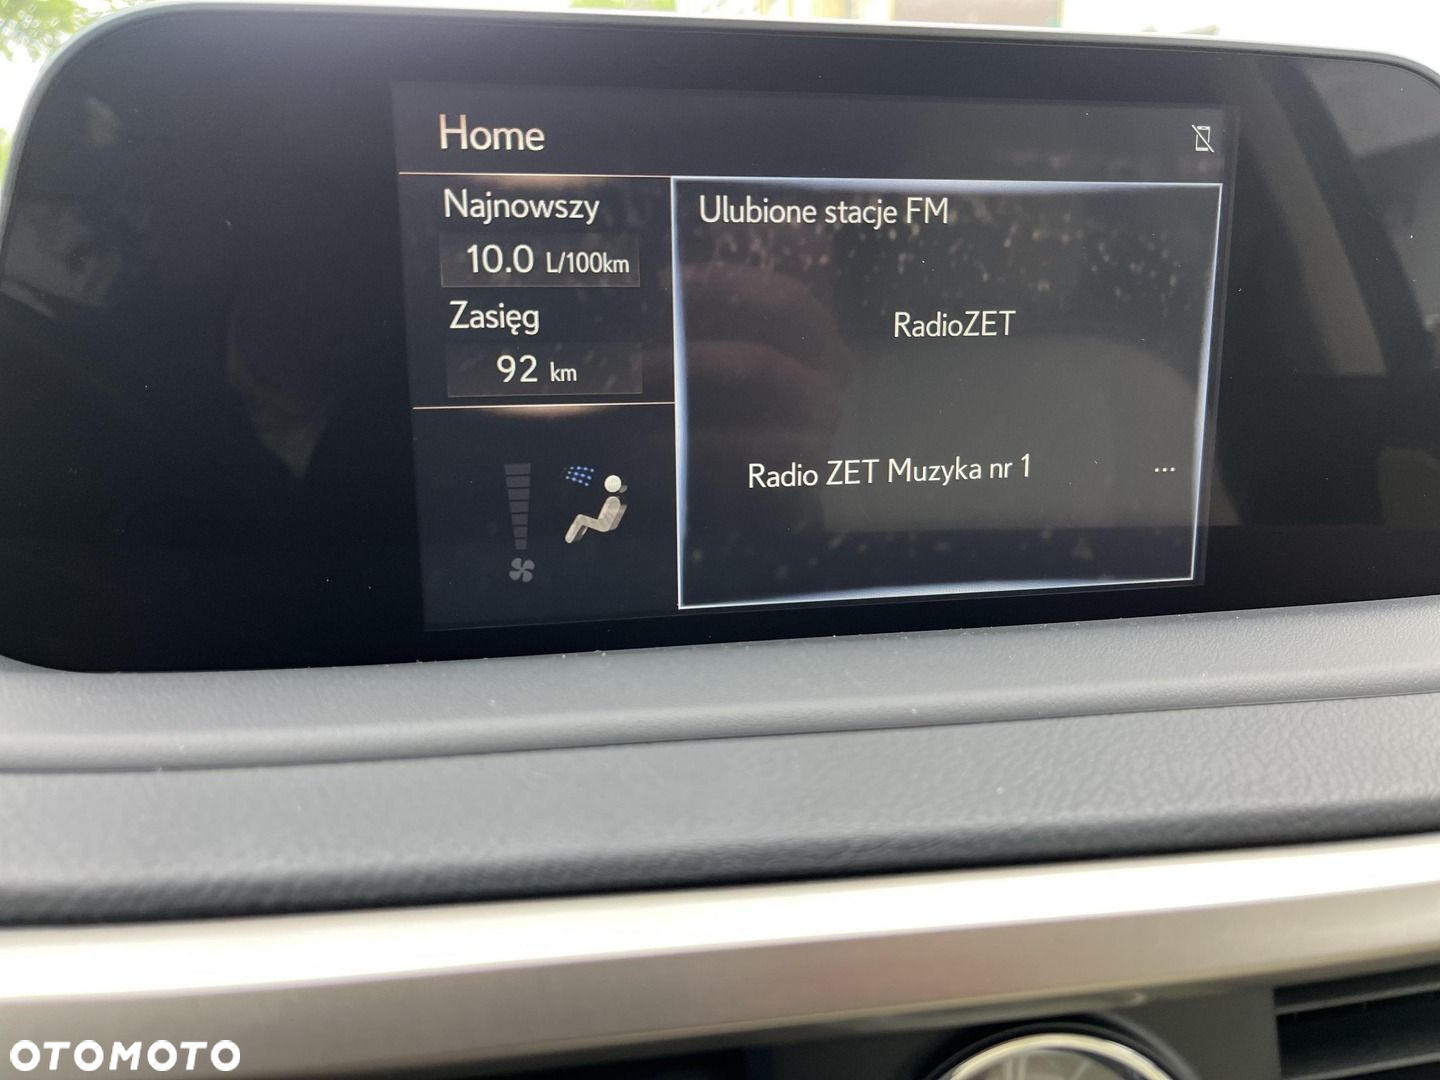 Home
Najnowszy
10.0 L/100km
Zasięg
92 km
Ulubione stacje FM
RadioZET
Radio ZET Muzyka nr 1 ...
OTOMOTO